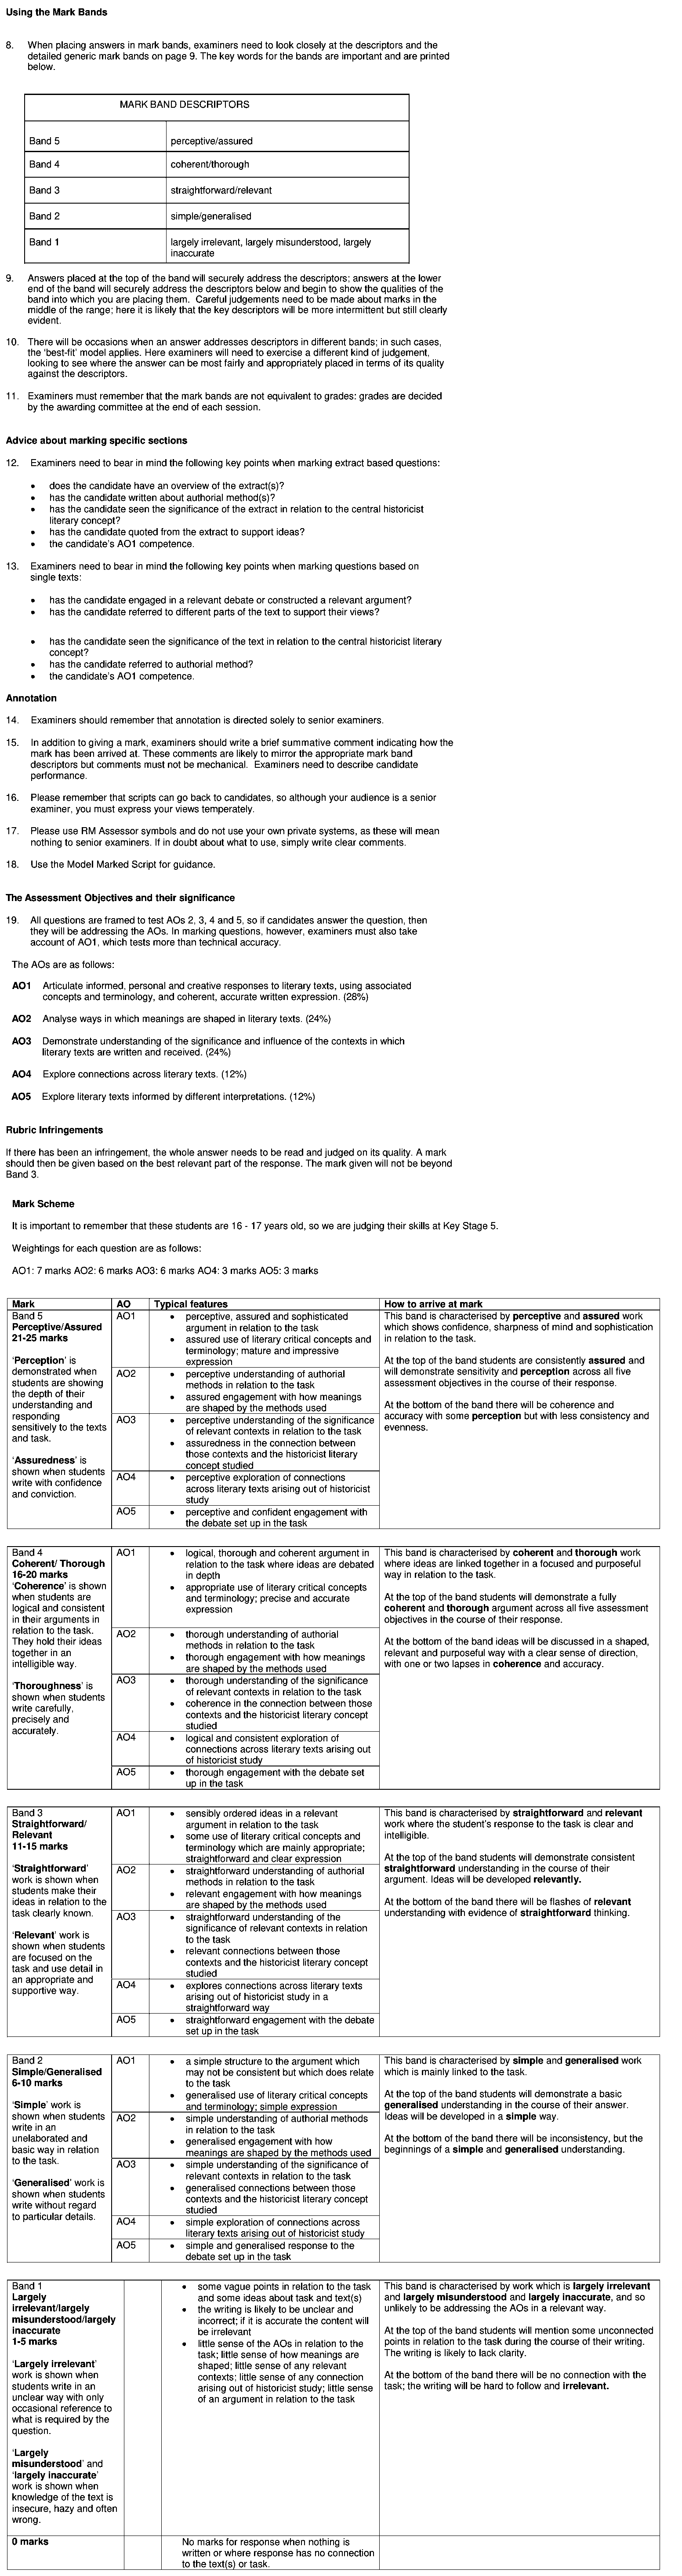 Using the Mark Bands
8. When placing answers in mark bands, examiners need to look closely at the descriptors and the
detailed generic mark bands on page 9. The key words for the bands are important and are printed
below.
MARK BAND DESCRIPTORS
Band 5 perceptive/assured
Band 4 coherent/thorough
Band 3 straightforward/relevant
Band 2 simple/generalised
Band 1 largely irrelevant, largely misunderstood, largely
inaccurate
9. Answers placed at the top of the band will securely address the descriptors; answers at the lower
end of the band will securely address the descriptors below and begin to show the qualities of the
band into which you are placing them. Careful judgements need to be made about marks in the
middle of the range; here it is likely that the key descriptors will be more intermittent but still clearly
evident.
10. There will be occasions when an answer addresses descriptors in different bands; in such cases,
the 'best-fit' model applies. Here examiners will need to exercise a different kind of judgement,
looking to see where the answer can be most fairly and appropriately placed in terms of its quality
against the descriptors.
11. Examiners must remember that the mark bands are not equivalent to grades: grades are decided
by the awarding committee at the end of each session.
Advice about marking specific sections
12. Examiners need to bear in mind the following key points when marking extract based questions:
• does the candidate have an overview of the extract(s)?
• has the candidate written about authorial method(s)?
• has the candidate seen the significance of the extract in relation to the central historicist
literary concept?
• has the candidate quoted from the extract to support ideas?
• the candidate's AO1 competence.
13. Examiners need to bear in mind the following key points when marking questions based on
single texts:
• has the candidate engaged in a relevant debate or constructed a relevant argument?
• has the candidate referred to different parts of the text to support their views?
• has the candidate seen the significance of the text in relation to the central historicist literary
concept?
• has the candidate referred to authorial method?
• the candidate's AO1 competence.
Annotation
14. Examiners should remember that annotation is directed solely to senior examiners.
15. In addition to giving a mark, examiners should write a brief summative comment indicating how the
mark has been arrived at. These comments are likely to mirror the appropriate mark band
descriptors but comments must not be mechanical. Examiners need to describe candidate
performance.
16. Please remember that scripts can go back to candidates, so although your audience is a senior
examiner, you must express your views temperately.
17. Please use RM Assessor symbols and do not use your own private systems, as these will mean
nothing to senior examiners. If in doubt about what to use, simply write clear comments.
18. Use the Model Marked Script for guidance.
The Assessment Objectives and their significance
19. All questions are framed to test AOs 2, 3, 4 and 5, so if candidates answer the question, then
they will be addressing the AOs. In marking questions, however, examiners must also take
account of AO1, which tests more than technical accuracy.
The AOs are as follows:
AO1 Articulate informed, personal and creative responses to literary texts, using associated
concepts and terminology, and coherent, accurate written expression. (28%)
AO2 Analyse ways in which meanings are shaped in literary texts. (24%)
AO3 Demonstrate understanding of the significance and influence of the contexts in which
literary texts are written and received. (24%)
AO4 Explore connections across literary texts. (12%)
AO5 Explore literary texts informed by different interpretations. (12%)
Rubric Infringements
If there has been an infringement, the whole answer needs to be read and judged on its quality. A mark
should then be given based on the best relevant part of the response. The mark given will not be beyond
Band 3.
Mark Scheme
It is important to remember that these students are 16 - 17 years old, so we are judging their skills at Key Stage 5.
Weightings for each question are as follows:
AO1: 7 marks AO2: 6 marks AO3: 6 marks AO4: 3 marks AO5: 3 marks
Mark AO Typical features How to arrive at mark
Band 5
Perceptive/Assured
21-25 marks
'Perception' is
demonstrated when
students are showing
the depth of their
understanding and
responding
sensitively to the texts
and task.
'Assuredness' is
shown when students
write with confidence
and conviction.
AO1
• perceptive, assured and sophisticated
argument in relation to the task
• assured use of literary critical concepts and
terminology; mature and impressive
expression
AO2
• perceptive understanding of authorial
methods in relation to the task
• assured engagement with how meanings
are shaped by the methods used
AO3
• perceptive understanding of the significance
of relevant contexts in relation to the task
• assuredness in the connection between
those contexts and the historicist literary
concept studied
AO4
• perceptive exploration of connections
across literary texts arising out of historicist
study
AO5
• perceptive and confident engagement with
the debate set up in the task
This band is characterised by perceptive and assured work
which shows confidence, sharpness of mind and sophistication
in relation to the task.
At the top of the band students are consistently assured and
will demonstrate sensitivity and perception across all five
assessment objectives in the course of their response.
At the bottom of the band there will be coherence and
accuracy with some perception but with less consistency and
evenness.
Band 4
Coherent/ Thorough
16-20 marks
'Coherence' is shown
when students are
logical and consistent
in their arguments in
relation to the task.
They hold their ideas
together in an
intelligible way.
'Thoroughness' is
shown when students
write carefully,
precisely and
accurately.
AO1
• logical, thorough and coherent argument in
relation to the task where ideas are debated
in depth
• appropriate use of literary critical concepts
and terminology; precise and accurate
expression
AO2
• thorough understanding of authorial
methods in relation to the task
• thorough engagement with how meanings
are shaped by the methods used
AO3
• thorough understanding of the significance
of relevant contexts in relation to the task
• coherence in the connection between those
contexts and the historicist literary concept
studied
AO4
• logical and consistent exploration of
connections across literary texts arising out
of historicist study
AO5
• thorough engagement with the debate set
up in the task
This band is characterised by coherent and thorough work
where ideas are linked together in a focused and purposeful
way in relation to the task.
At the top of the band students will demonstrate a fully
coherent and thorough argument across all five assessment
objectives in the course of their response.
At the bottom of the band ideas will be discussed in a shaped,
relevant and purposeful way with a clear sense of direction,
with one or two lapses in coherence and accuracy.
Band 3
Straightforward/
Relevant
11-15 marks
'Straightforward'
work is shown when
students make their
ideas in relation to the
task clearly known.
'Relevant' work is
shown when students
are focused on the
task and use detail in
an appropriate and
supportive way.
AO1
• sensibly ordered ideas in a relevant
argument in relation to the task
• some use of literary critical concepts and
terminology which are mainly appropriate;
straightforward and clear expression
AO2
• straightforward understanding of authorial
methods in relation to the task
• relevant engagement with how meanings
are shaped by the methods used
AO3
• straightforward understanding of the
significance of relevant contexts in relation
to the task
• relevant connections between those
contexts and the historicist literary concept
studied
AO4
• explores connections across literary texts
arising out of historicist study in a
straightforward way
AO5
• straightforward engagement with the debate
set up in the task
This band is characterised by straightforward and relevant
work where the student's response to the task is clear and
intelligible.
At the top of the band students will demonstrate consistent
straightforward understanding in the course of their
argument. Ideas will be developed relevantly.
At the bottom of the band there will be flashes of relevant
understanding with evidence of straightforward thinking.
Band 2
Simple/Generalised
6-10 marks
'Simple' work is
shown when students
write in an
unelaborated and
basic way in relation
to the task.
'Generalised' work is
shown when students
write without regard
to particular details.
AO1
• a simple structure to the argument which
may not be consistent but which does relate
to the task
• generalised use of literary critical concepts
and terminology; simple expression
AO2
• simple understanding of authorial methods
in relation to the task
• generalised engagement with how
meanings are shaped by the methods used
AO3
• simple understanding of the significance of
relevant contexts in relation to the task
• generalised connections between those
contexts and the historicist literary concept
studied
AO4
• simple exploration of connections across
literary texts arising out of historicist study
AO5
• simple and generalised response to the
debate set up in the task
This band is characterised by simple and generalised work
which is mainly linked to the task.
At the top of the band students will demonstrate a basic
generalised understanding in the course of their answer.
Ideas will be developed in a simple way.
At the bottom of the band there will be inconsistency, but the
beginnings of a simple and generalised understanding.
Band 1
Largely
irrelevant/largely
misunderstood/largely
inaccurate
1-5 marks
'Largely irrelevant'
work is shown when
students write in an
unclear way with only
occasional reference to
what is required by the
question.
'Largely
misunderstood' and
'largely inaccurate'
work is shown when
knowledge of the text is
insecure, hazy and often
wrong.
• some vague points in relation to the task
and some ideas about task and text(s)
• the writing is likely to be unclear and
incorrect; if it is accurate the content will
be irrelevant
• little sense of the AOs in relation to the
task; little sense of how meanings are
shaped; little sense of any relevant
contexts; little sense of any connection
arising out of historicist study; little sense
of an argument in relation to the task
This band is characterised by work which is largely irrelevant
and largely misunderstood and largely inaccurate, and so
unlikely to be addressing the AOs in a relevant way.
At the top of the band students will mention some unconnected
points in relation to the task during the course of their writing.
The writing is likely to lack clarity.
At the bottom of the band there will be no connection with the
task; the writing will be hard to follow and irrelevant.
0 marks
No marks for response when nothing is
written or where response has no connection
to the text(s) or task.